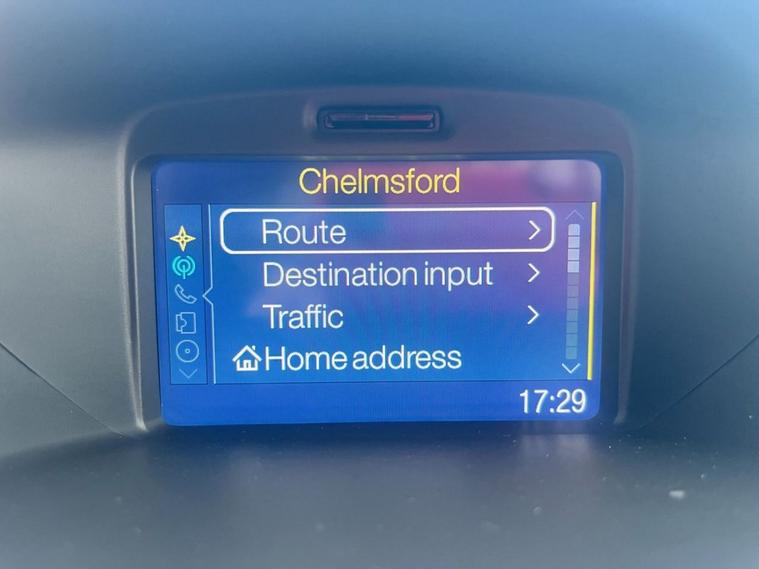 Chelmsford
Route
Destination input
Traffic
Home address
17:29